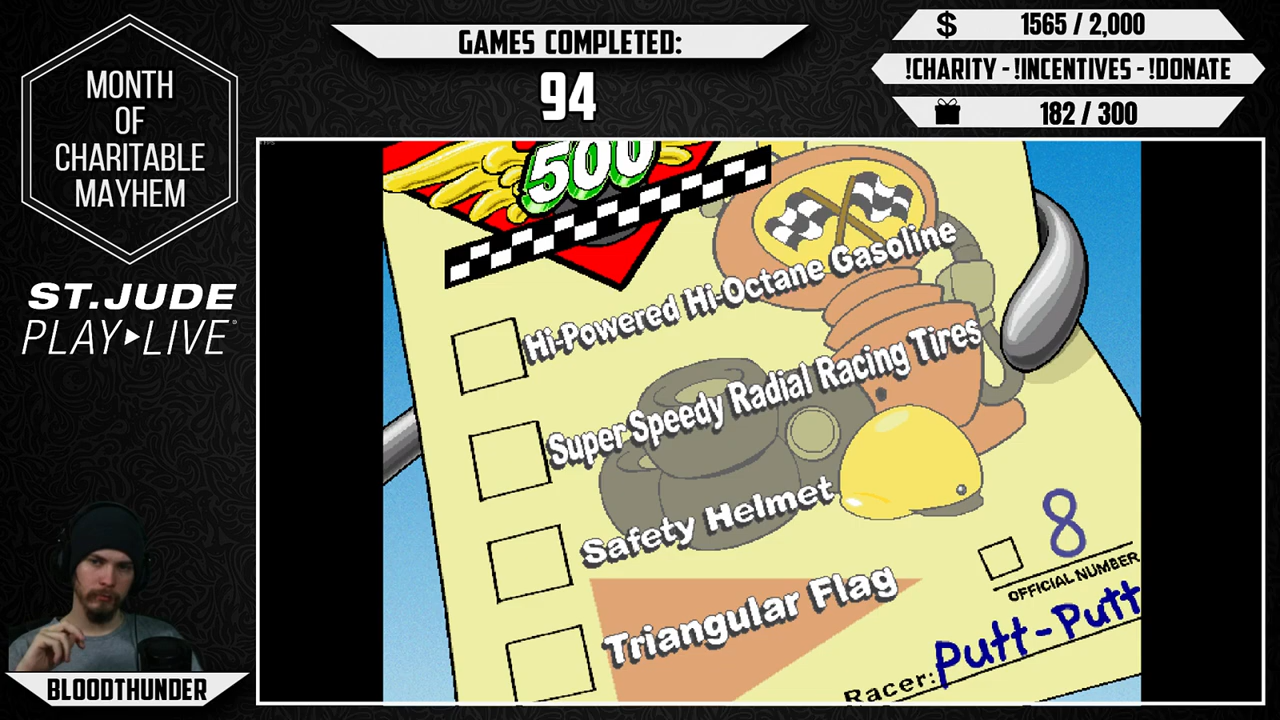 MONTH
OF
CHARITABLE
MAYHEM
ST.JUDE
PLAY LIVE
GAMES COMPLETED:
94
$ 1565 / 2,000
!CHARITY - !INCENTIVES - !DONATE
182 / 300
500
Hi-Powered Hi-Octane Gasoline
Super Speedy Radial Racing Tires
Safety Helmet
Triangular Flag
8
OFFICIAL NUMBER
Racer: Putt-Putt
BLOODTHUNDER